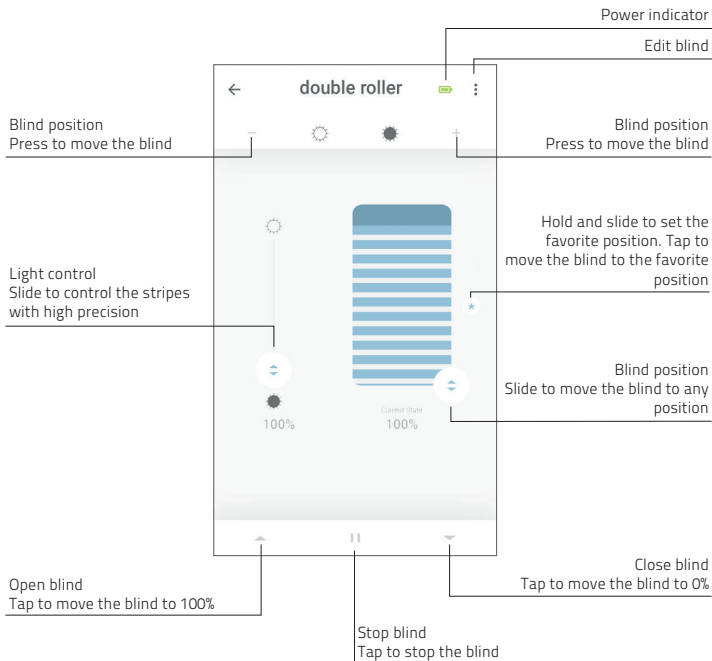 Power indicator
Edit blind
double roller
Blind position
Press to move the blind
Blind position
Press to move the blind
Hold and slide to set the
favorite position. Tap to
move the blind to the favorite
position
Light control
Slide to control the stripes
with high precision
Blind position
Slide to move the blind to any
position
Current State
100%
100%
Close blind
Tap to move the blind to 0%
Open blind
Tap to move the blind to 100%
Stop blind
Tap to stop the blind